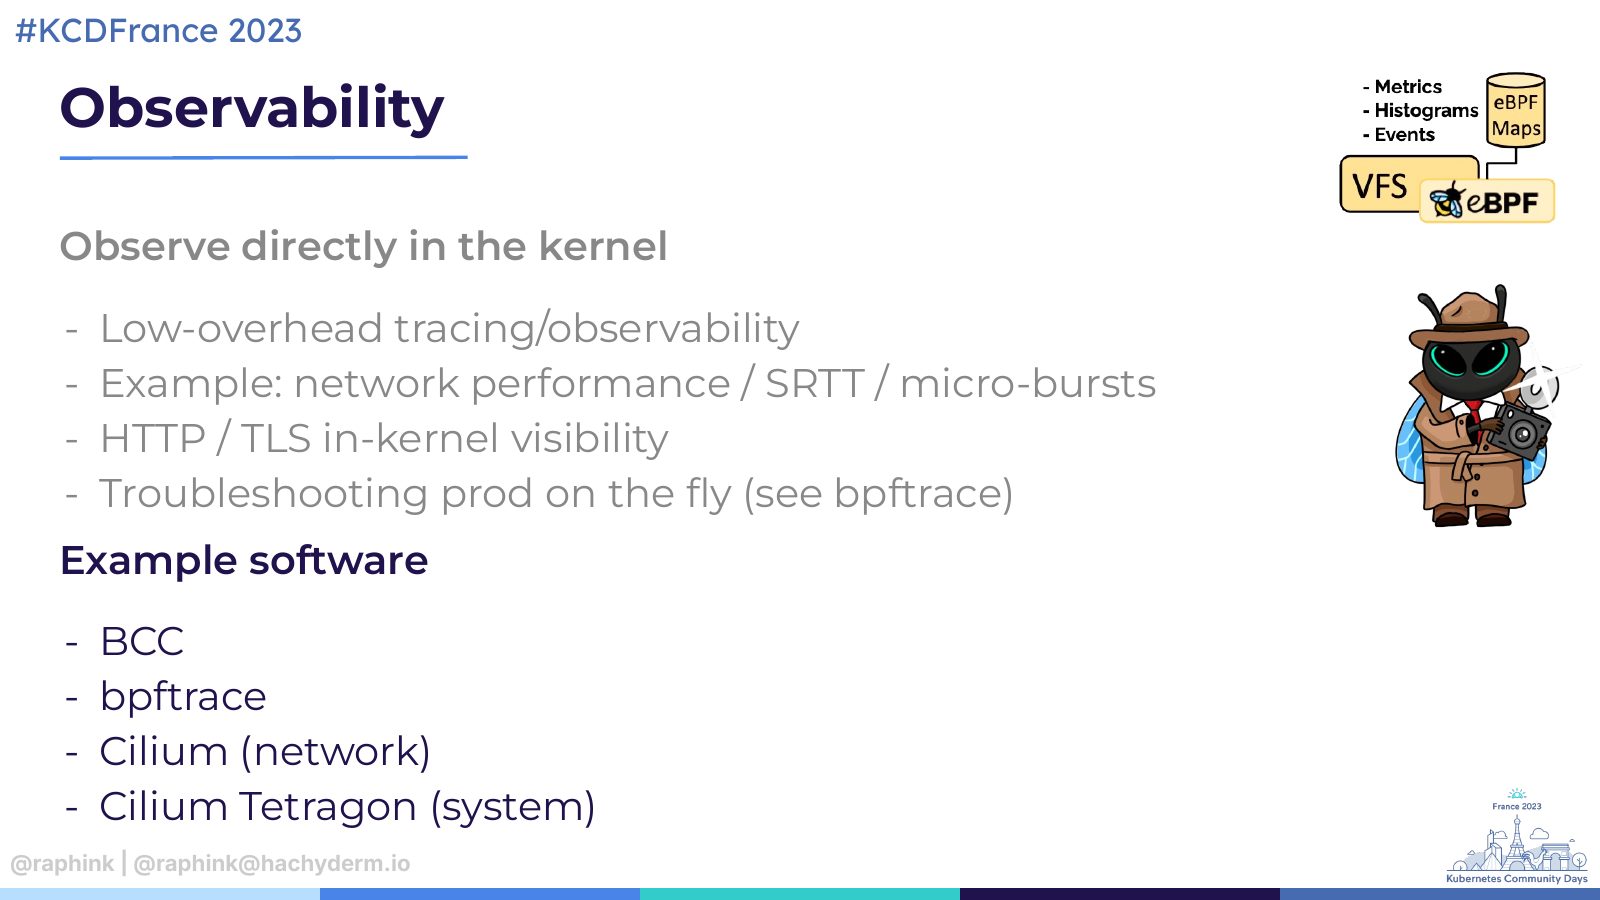 #KCDFrance 2023
Observability
- Metrics
- Histograms
- Events
eBPF
Maps
VFS
eBPF
Observe directly in the kernel
- Low-overhead tracing/observability
- Example: network performance / SRTT / micro-bursts
- HTTP / TLS in-kernel visibility
- Troubleshooting prod on the fly (see bpftrace)
Example software
- BCC
- bpftrace
- Cilium (network)
- Cilium Tetragon (system)
France 2023
Kubernetes Community Days
@raphink | @raphink@hachyderm.io